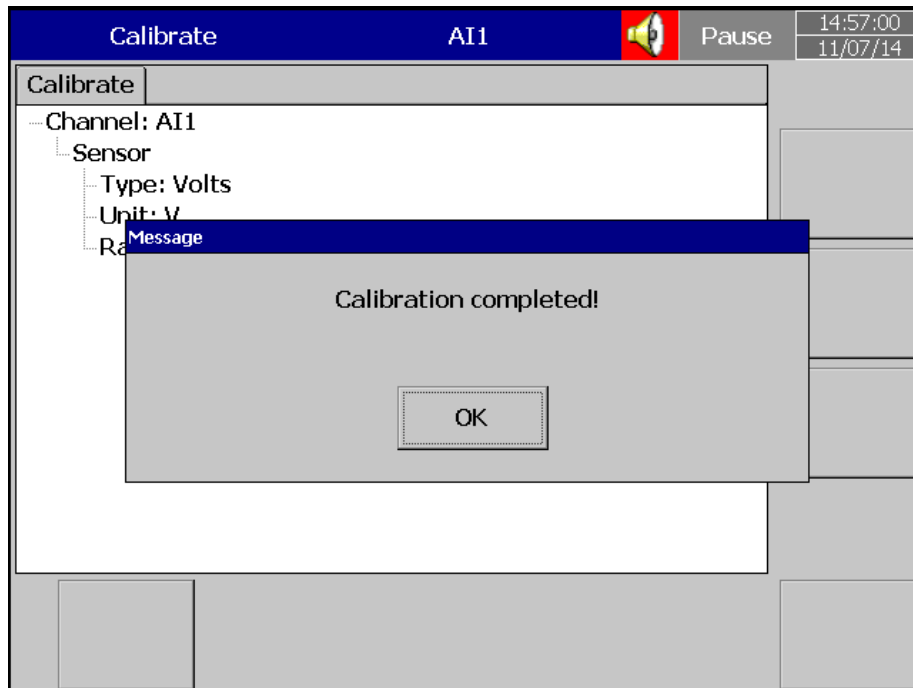 Calibrate AI1 Pause 14:57:00
11/07/14
Calibrate
Channel: AI1
Sensor
Type: Volts
Unit: V
Message
Calibration completed!
OK